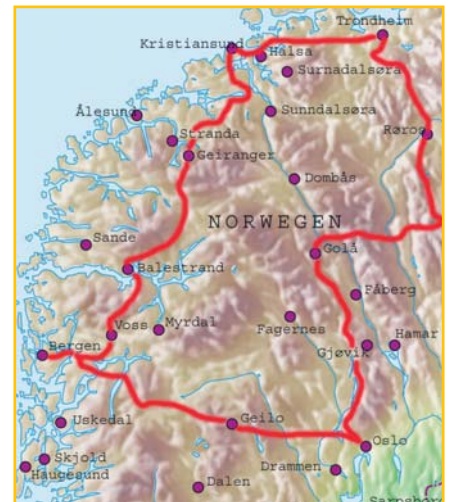 Trondheim
Kristiansund
Halsa
Surnadalsøra
Sunndalsøra
Ålesund
Røros
Stranda
Geiranger
Dombås
NORWEGEN
Sande
Golå
Balestrand
Fåberg
Voss
Myrdal
Fagernes
Hamar
Bergen
Gjøvik
Uskedal
Geilo
Oslo
Skjold
Drammen
Haugesund
Dalen
Sarpsborg